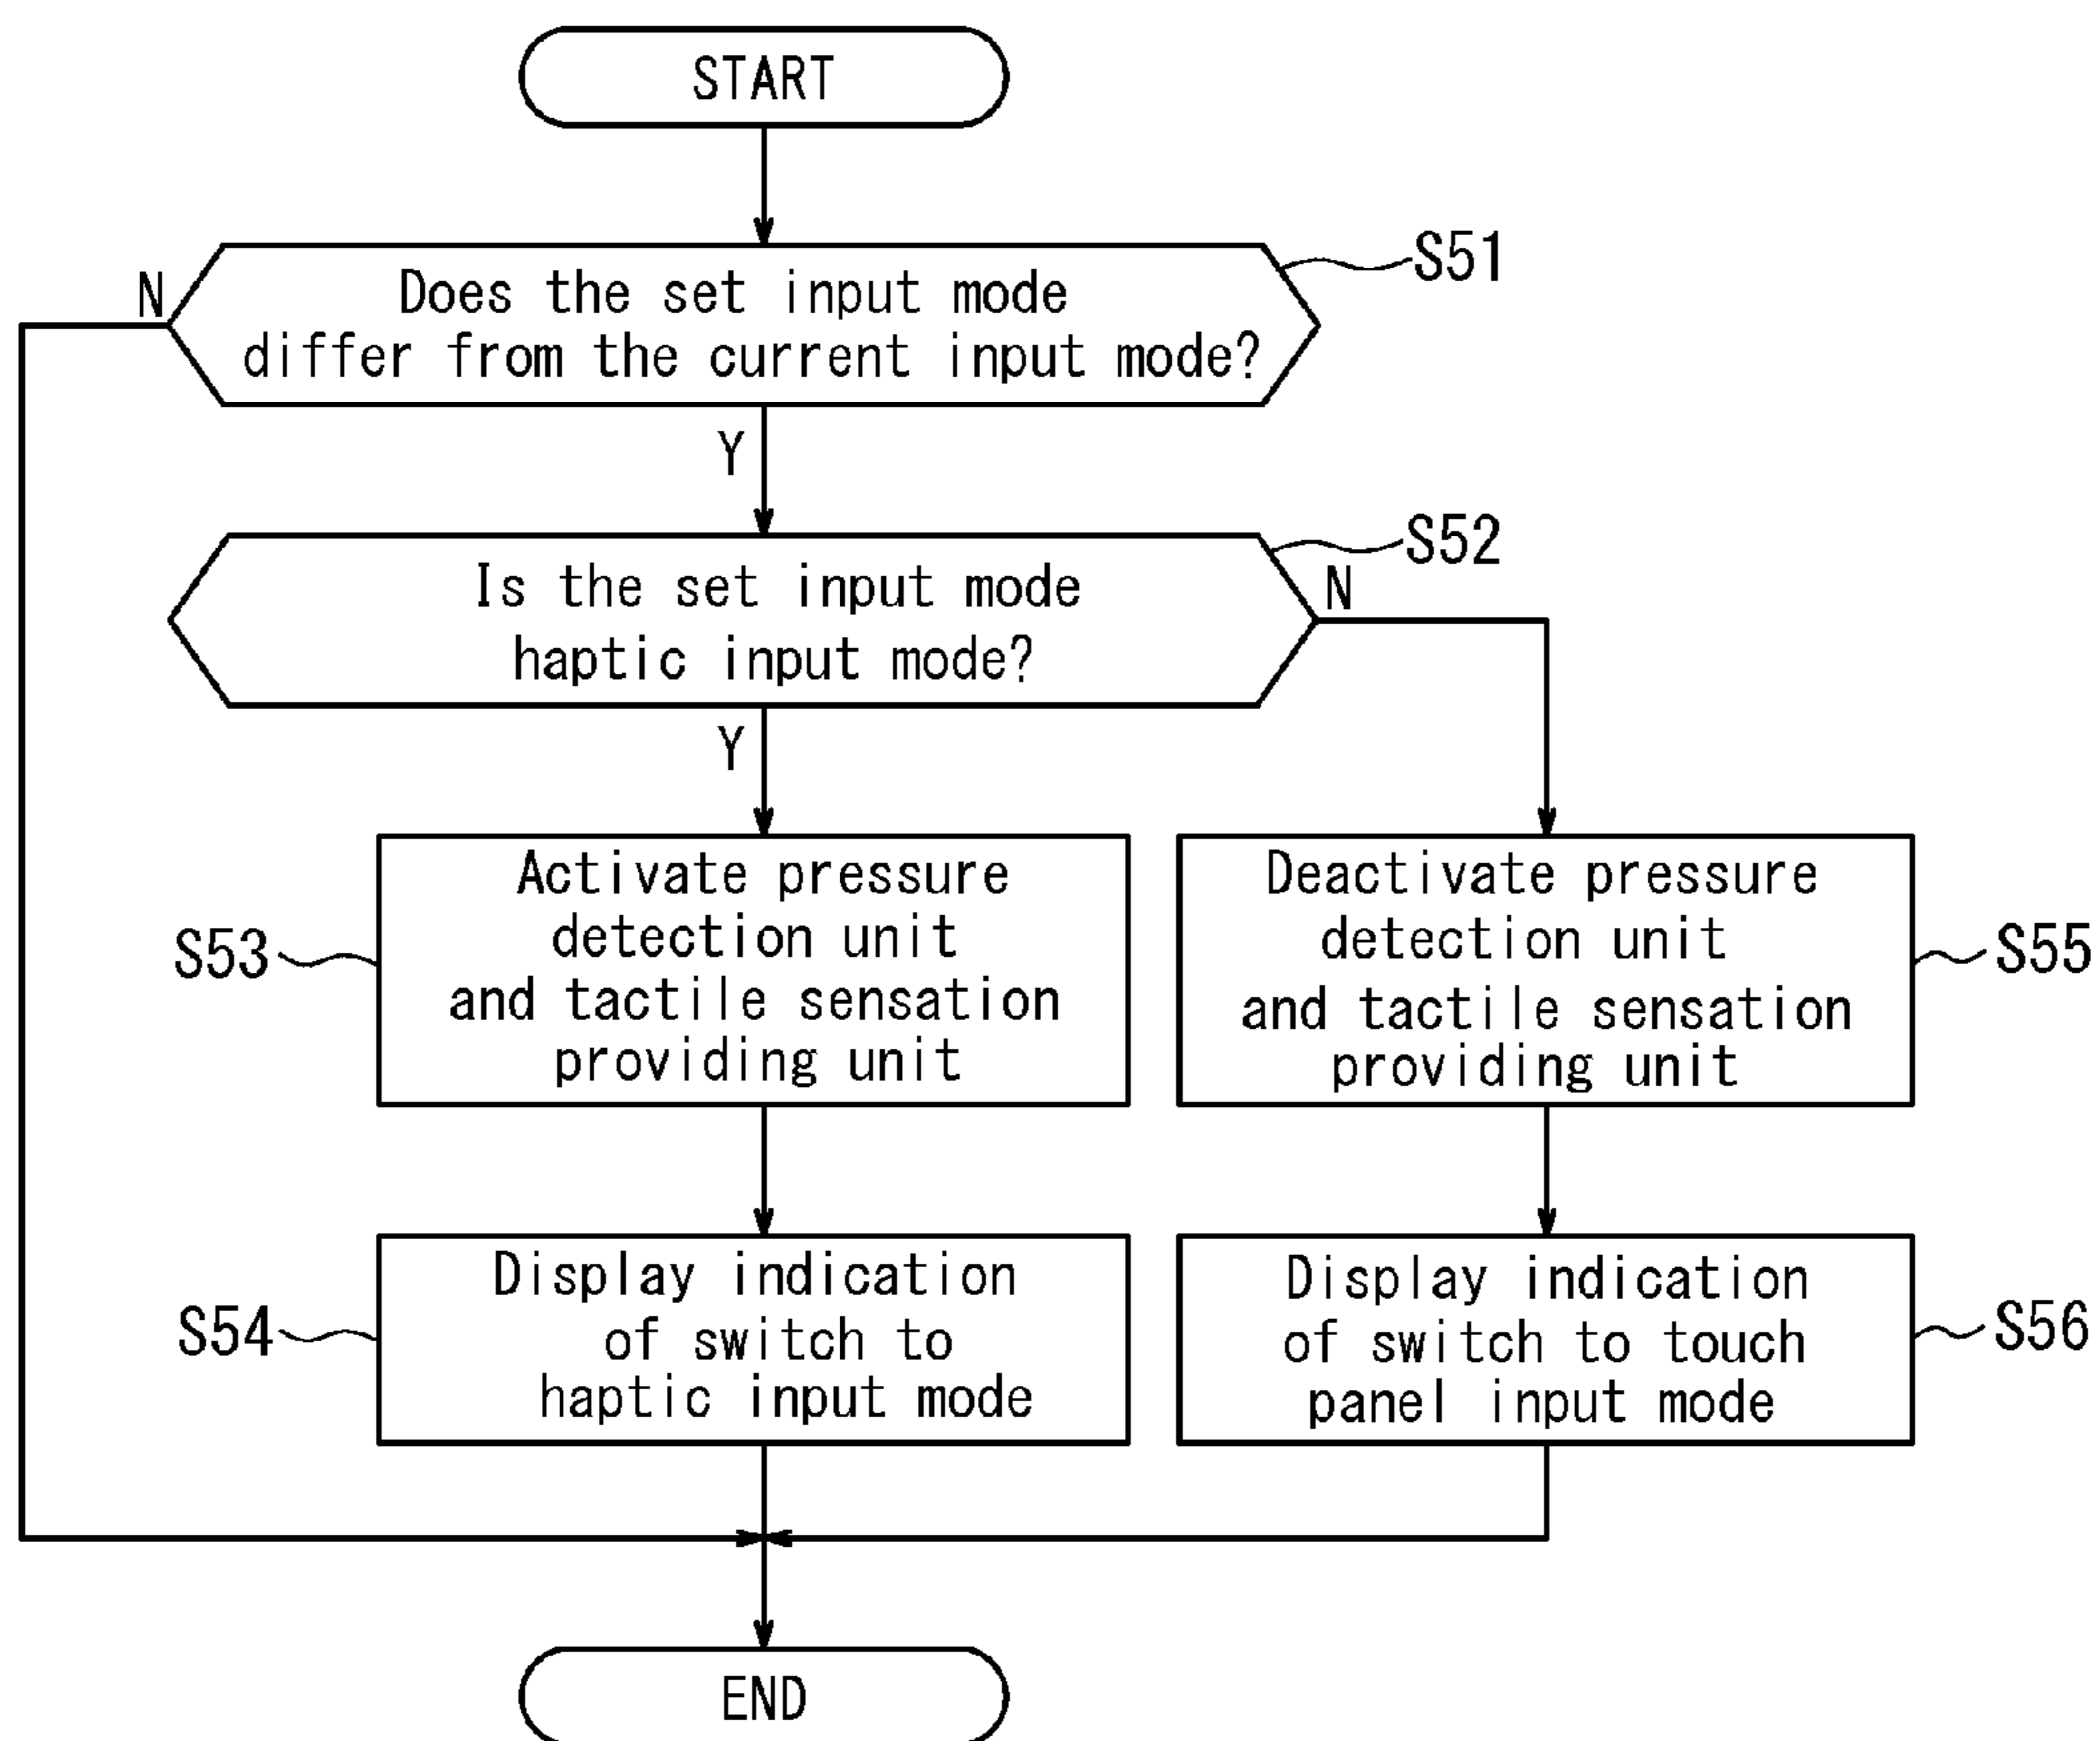 START
S51
N
Does the set input mode
differ from the current input mode?
Y
S52
Is the set input mode
haptic input mode?
N
Y
S53
Activate pressure
detection unit
and tactile sensation
providing unit
Deactivate pressure
detection unit
and tactile sensation
providing unit
S55
S54
Display indication
of switch to
haptic input mode
Display indication
of switch to touch
panel input mode
S56
END